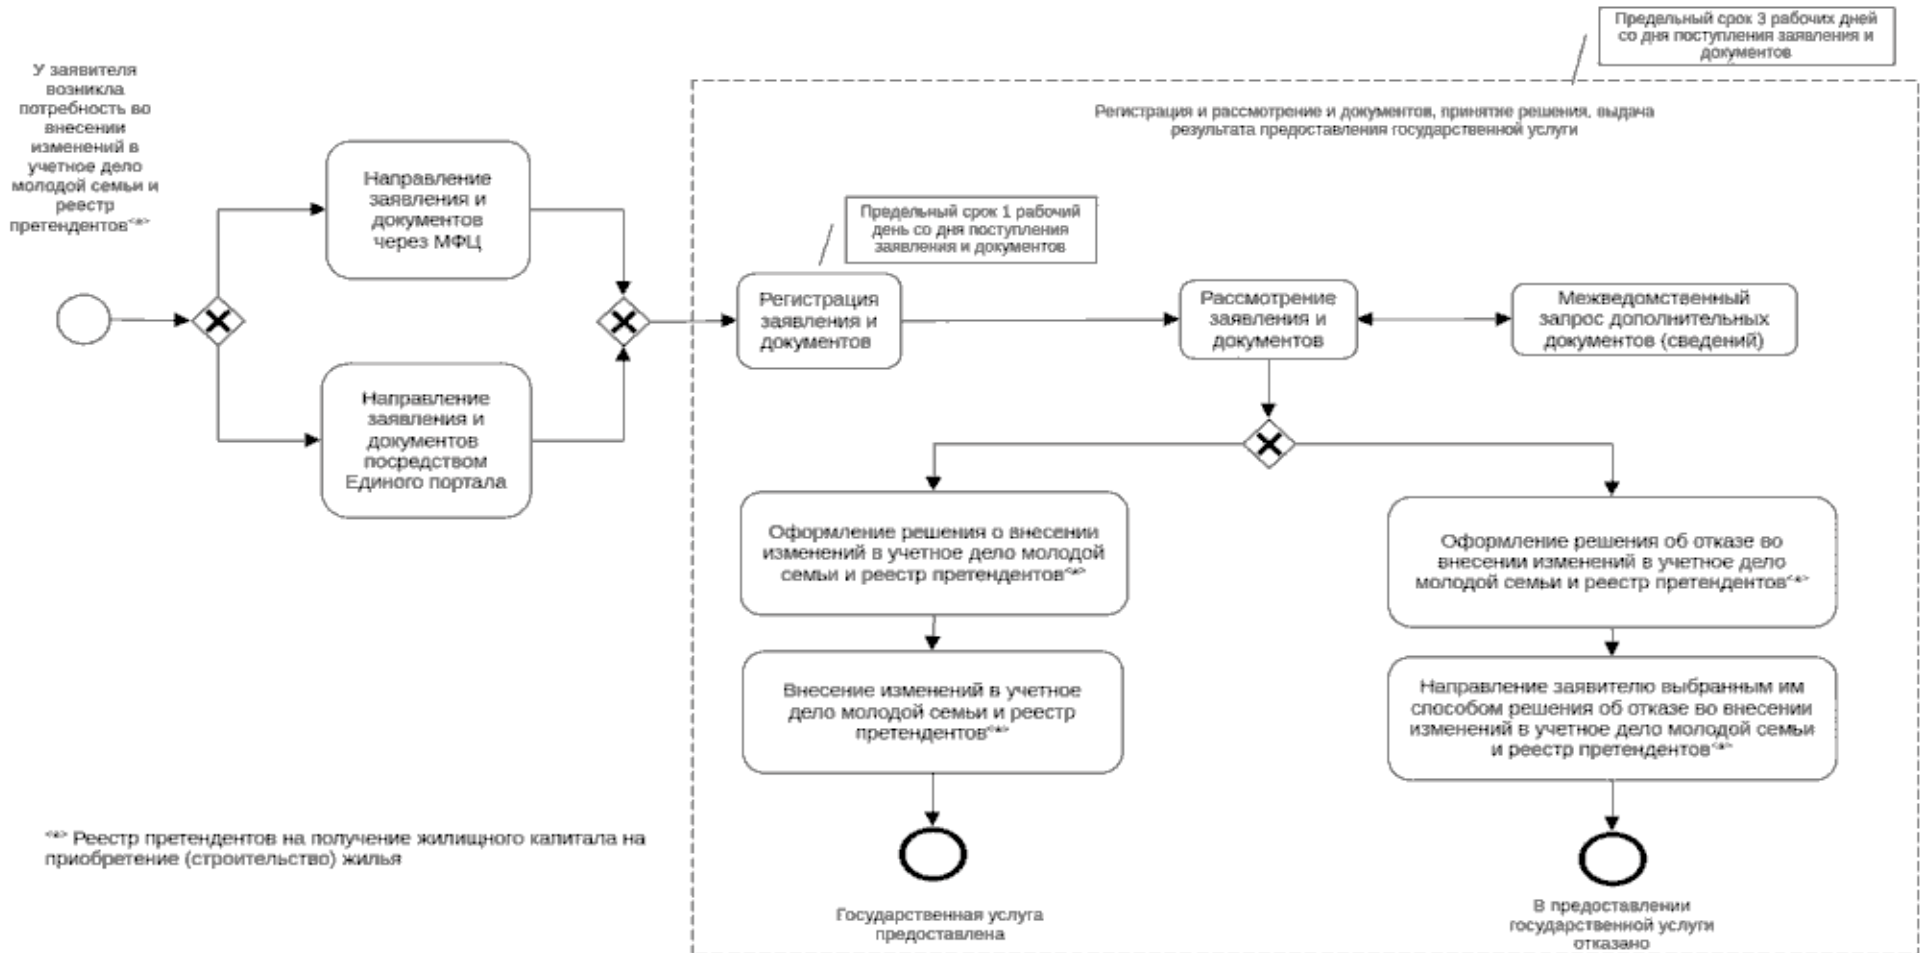 У заявителя
возникла
потребность во
внесении
изменений в
учетное дело
молодой семьи и
реестр
претендентов<*>
Направление
заявления и
документов
через МФЦ
Направление
заявления и
документов
посредством
Единого портала
Предельный срок 3 рабочих дней
со дня поступления заявления и
документов
Регистрация и рассмотрение и документов, принятие решения, выдача
результата предоставления государственной услуги
Предельный срок 1 рабочий
день со дня поступления
заявления и документов
Регистрация
заявления и
документов
Рассмотрение
заявления и
документов
Межведомственный
запрос дополнительных
документов (сведений)
Оформление решения о внесении
изменений в учетное дело молодой
семьи и реестр претендентов<*>
Внесение изменений в учетное
дело молодой семьи и реестр
претендентов<*>
Государственная услуга
предоставлена
Оформление решения об отказе во
внесении изменений в учетное дело
молодой семьи и реестр претендентов<*>
Направление заявителю выбранным им
способом решения об отказе во внесении
изменений в учетное дело молодой семьи
и реестр претендентов<*>
В предоставлении
государственной услуги
отказано
<*> Реестр претендентов на получение жилищного капитала на
приобретение (строительство) жилья